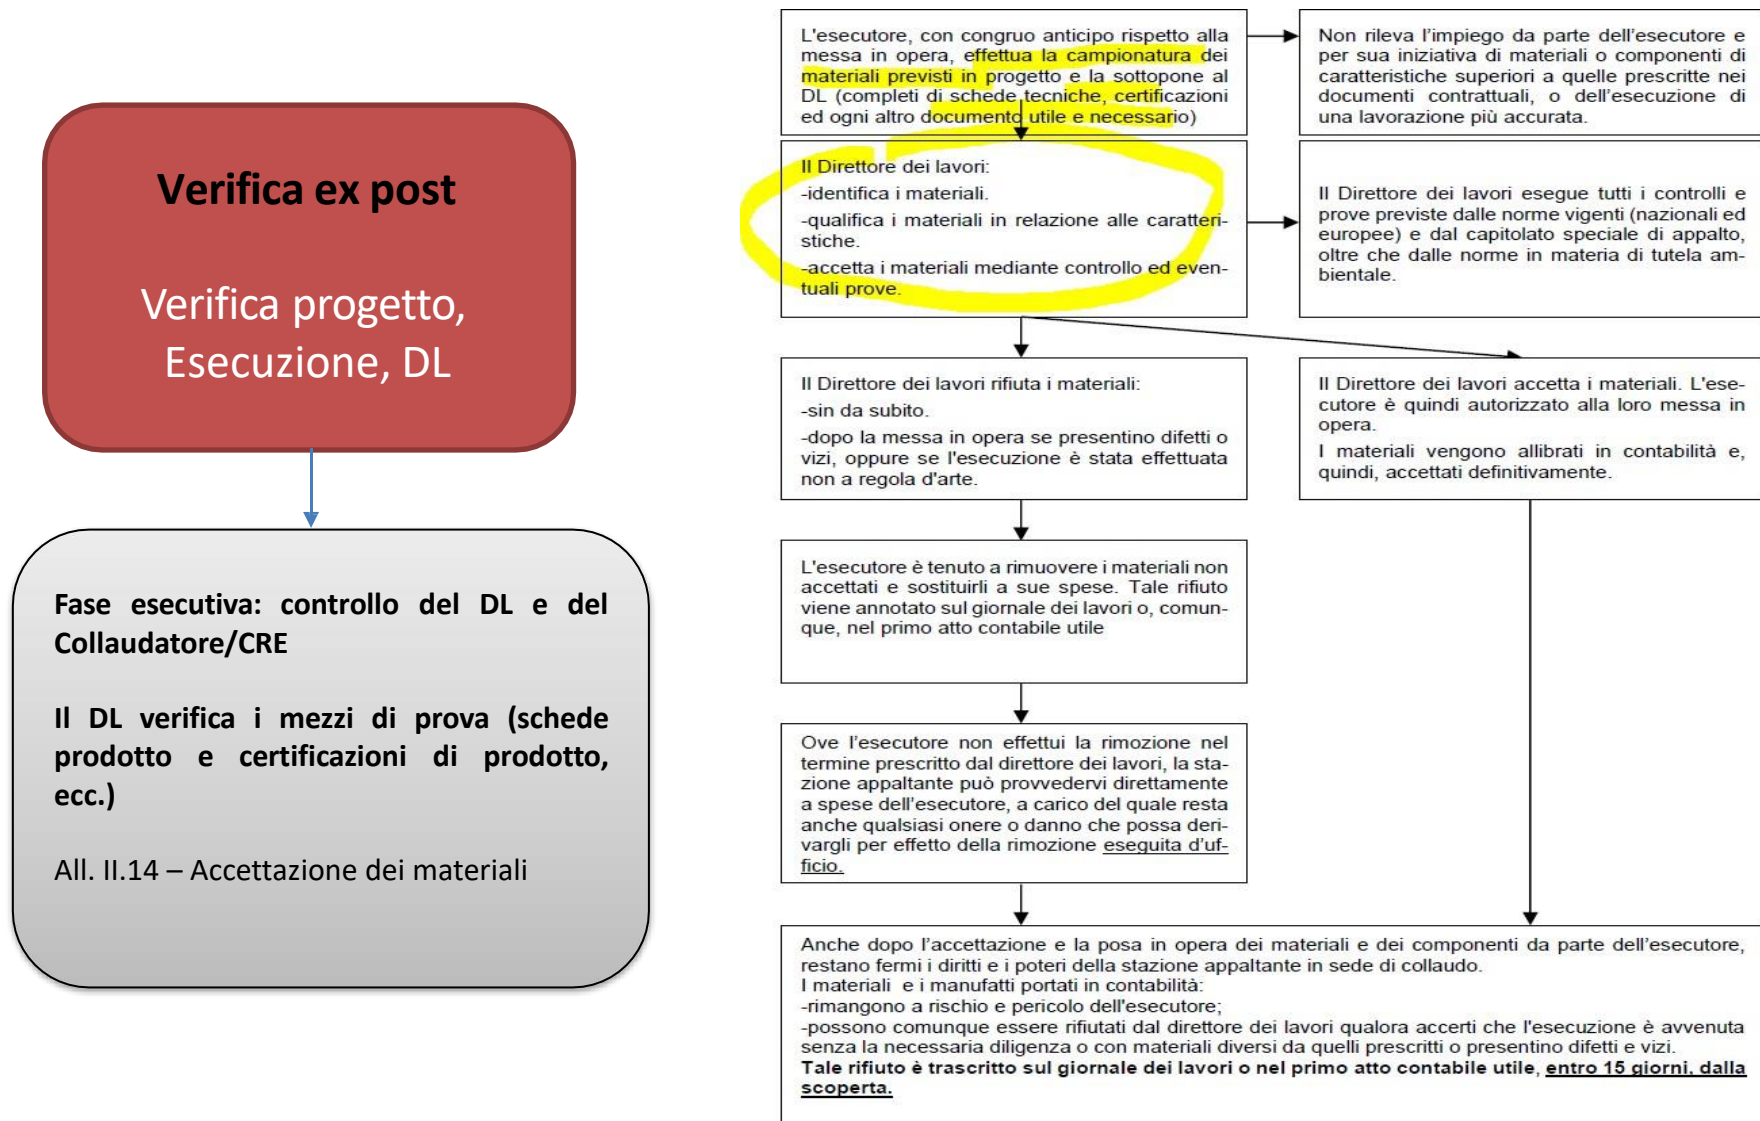 Verifica ex post
Verifica progetto,
Esecuzione, DL
Fase esecutiva: controllo del DL e del
Collaudatore/CRE
Il DL verifica i mezzi di prova (schede
prodotto e certificazioni di prodotto,
ecc.)
All. II.14 – Accettazione dei materiali
L'esecutore, con congruo anticipo rispetto alla
messa in opera, effettua la campionatura dei
materiali previsti in progetto e la sottopone al
DL (completi di schede tecniche, certificazioni
ed ogni altro documento utile e necessario)
Non rileva l'impiego da parte dell'esecutore e
per sua iniziativa di materiali o componenti di
caratteristiche superiori a quelle prescritte nei
documenti contrattuali, o dell'esecuzione di
una lavorazione più accurata.
Il Direttore dei lavori:
-identifica i materiali.
-qualifica i materiali in relazione alle caratteri-
stiche.
-accetta i materiali mediante controllo ed even-
tuali prove.
Il Direttore dei lavori esegue tutti i controlli e
prove previste dalle norme vigenti (nazionali ed
europee) e dal capitolato speciale di appalto,
oltre che dalle norme in materia di tutela am-
bientale.
Il Direttore dei lavori rifiuta i materiali:
-sin da subito.
-dopo la messa in opera se presentino difetti o
vizi, oppure se l'esecuzione è stata effettuata
non a regola d'arte.
Il Direttore dei lavori accetta i materiali. L'ese-
cutore è quindi autorizzato alla loro messa in
opera.
I materiali vengono allibrati in contabilità e,
quindi, accettati definitivamente.
L'esecutore è tenuto a rimuovere i materiali non
accettati e sostituirli a sue spese. Tale rifiuto
viene annotato sul giornale dei lavori o, comun-
que, nel primo atto contabile utile
Ove l'esecutore non effettui la rimozione nel
termine prescritto dal direttore dei lavori, la sta-
zione appaltante può provvedervi direttamente
a spese dell'esecutore, a carico del quale resta
anche qualsiasi onere o danno che possa deri-
vargli per effetto della rimozione eseguita d'uf-
ficio.
Anche dopo l'accettazione e la posa in opera dei materiali e dei componenti da parte dell'esecutore,
restano fermi i diritti e i poteri della stazione appaltante in sede di collaudo.
I materiali e i manufatti portati in contabilità:
-rimangono a rischio e pericolo dell'esecutore;
-possono comunque essere rifiutati dal direttore dei lavori qualora accerti che l'esecuzione è avvenuta
senza la necessaria diligenza o con materiali diversi da quelli prescritti o presentino difetti e vizi.
Tale rifiuto è trascritto sul giornale dei lavori o nel primo atto contabile utile, entro 15 giorni, dalla
scoperta.